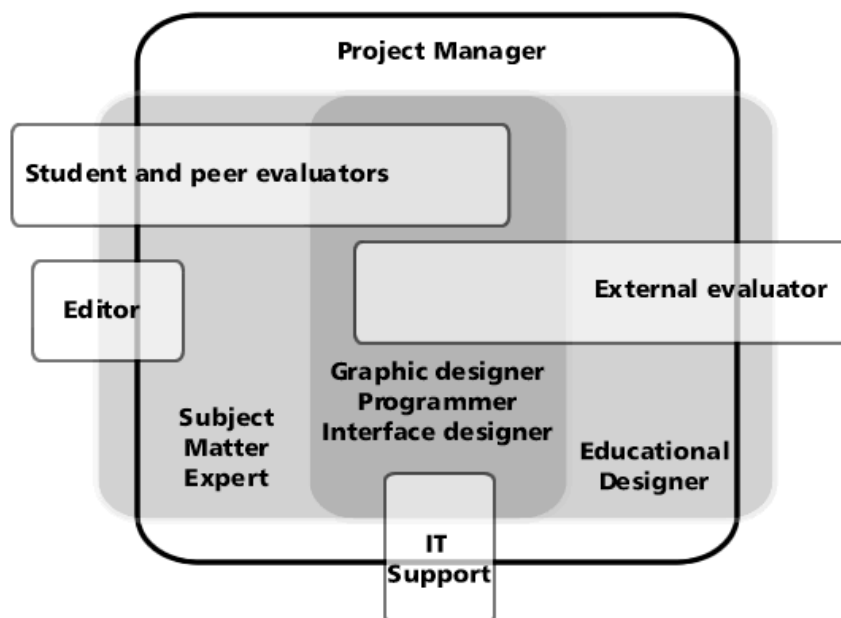 Project Manager
Student and peer evaluators
External evaluator
Editor
Graphic designer
Programmer
Interface designer
Subject
Matter
Expert
Educational
Designer
IT
Support